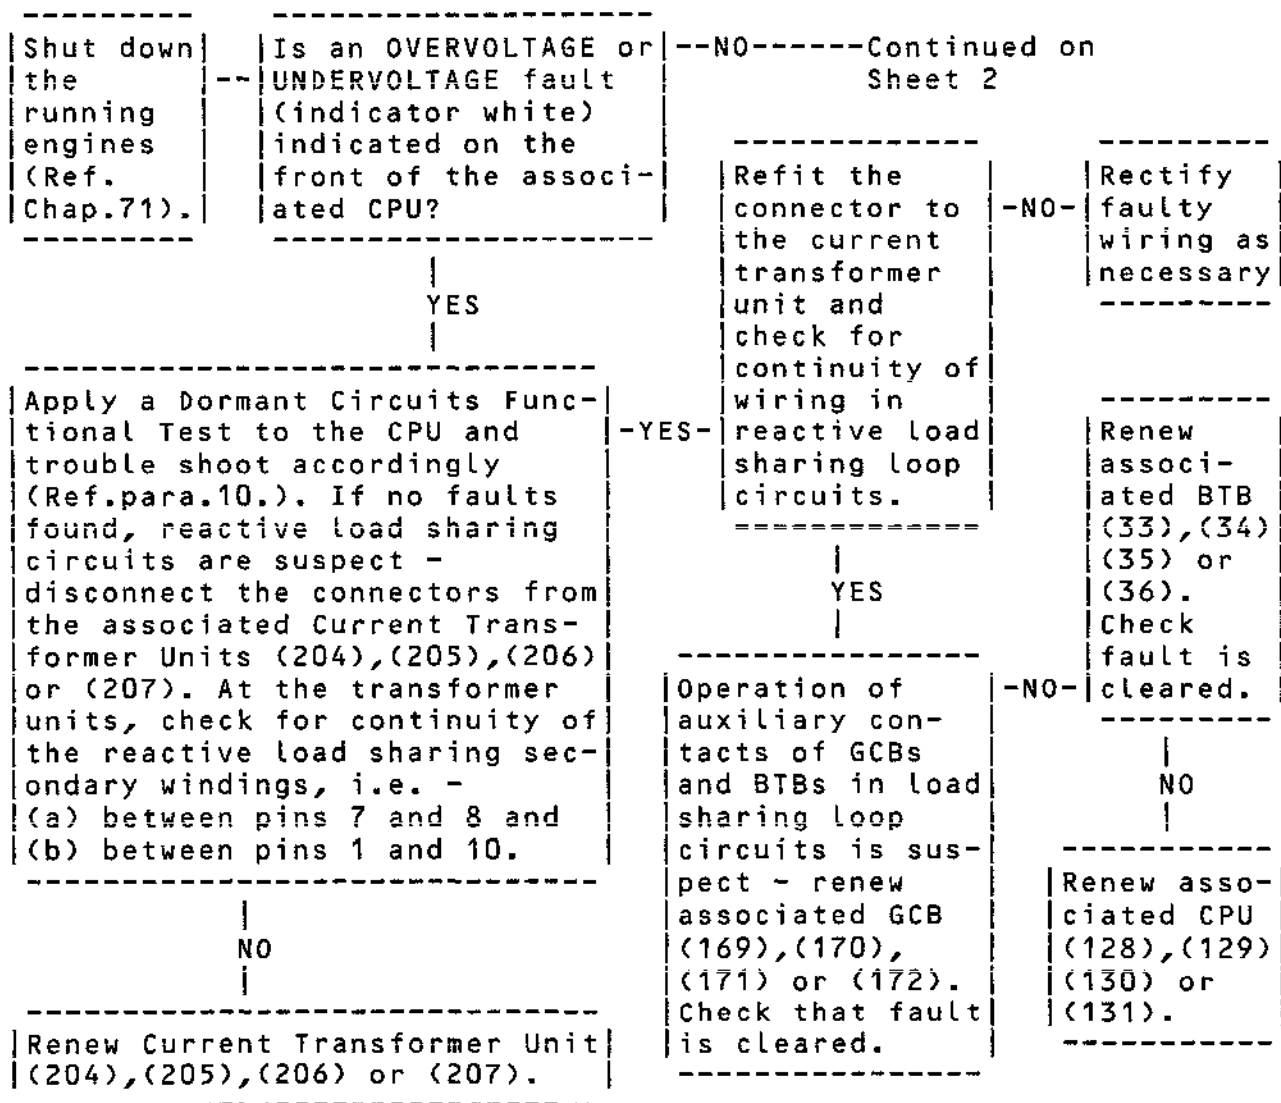 Shut down
the
running
engines
(Ref.
Chap.71).
--
Is an OVERVOLTAGE or
UNDERVOLTAGE fault
(indicator white)
indicated on the
front of the associ-
ated CPU?
--NO------Continued on
Sheet 2
YES
Apply a Dormant Circuits Func-
tional Test to the CPU and
trouble shoot accordingly
(Ref.para.10.). If no faults
found, reactive load sharing
circuits are suspect -
disconnect the connectors from
the associated Current Trans-
former Units (204),(205),(206)
or (207). At the transformer
units, check for continuity of
the reactive load sharing sec-
ondary windings, i.e. -
(a) between pins 7 and 8 and
(b) between pins 1 and 10.
NO
Renew Current Transformer Unit
(204),(205),(206) or (207).
-YES-
Refit the
connector to
the current
transformer
unit and
check for
continuity of
wiring in
reactive load
sharing loop
circuits.
-NO-
Rectify
faulty
wiring as
necessary
YES
Operation of
auxiliary con-
tacts of GCBs
and BTBs in load
sharing loop
circuits is sus-
pect - renew
associated GCB
(169),(170),
(171) or (172).
Check that fault
is cleared.
-NO-
Renew
associ-
ated BTB
(33),(34)
(35) or
(36).
Check
fault is
cleared.
NO
Renew asso-
ciated CPU
(128),(129)
(130) or
(131).